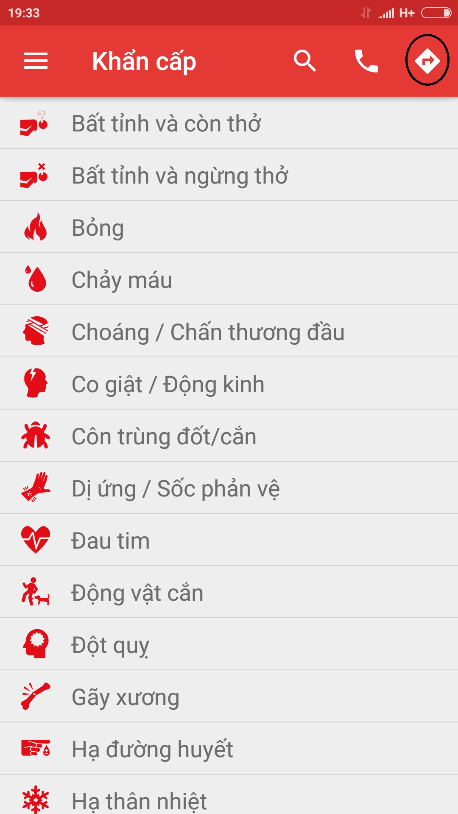 19:33
H+
Khẩn cấp
Bất tỉnh và còn thở
Bất tỉnh và ngừng thở
Bỏng
Chảy máu
Choáng / Chấn thương đầu
Co giật / Động kinh
Côn trùng đốt/cắn
Dị ứng / Sốc phản vệ
Đau tim
Động vật cắn
Đột quỵ
Gãy xương
Hạ đường huyết
Hạ thân nhiệt